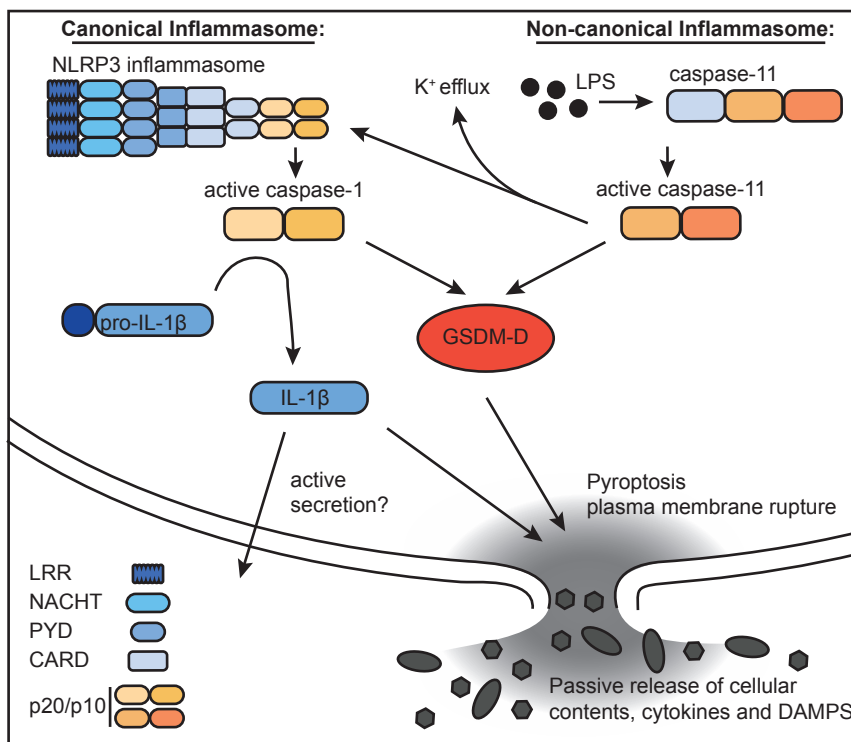 Canonical Inflammasome:
Non-canonical Inflammasome:
NLRP3 inflammasome
K+ efflux
LPS
caspase-11
active caspase-1
active caspase-11
pro-IL-1β
GSDM-D
IL-1β
active
secretion?
Pyroptosis
plasma membrane rupture
LRR
NACHT
PYD
CARD
p20/p10
Passive release of cellular
contents, cytokines and DAMPS